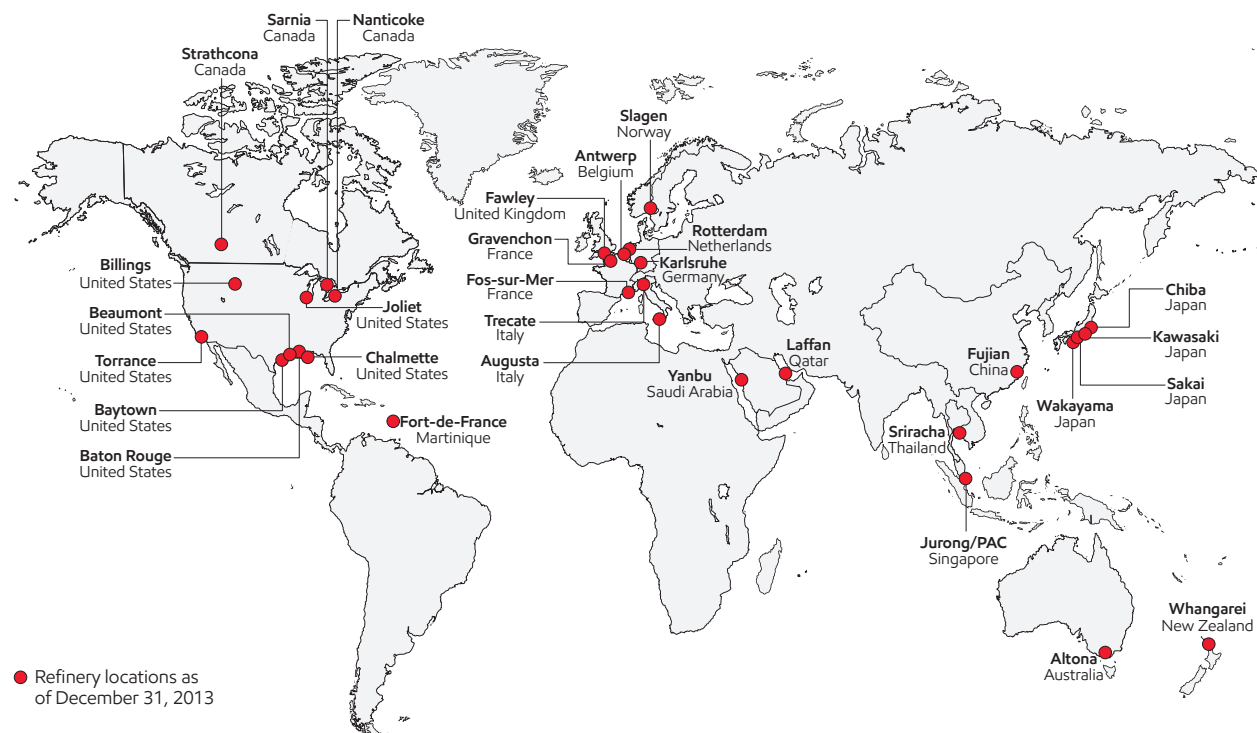 Sarnia
Canada
Nanticoke
Canada
Strathcona
Canada
Billings
United States
Beaumont
United States
Torrance
United States
Baytown
United States
Baton Rouge
United States
Joliet
United States
Chalmette
United States
Fort-de-France
Martinique
Slagen
Norway
Antwerp
Belgium
Fawley
United Kingdom
Gravenchon
France
Fos-sur-Mer
France
Trecate
Italy
Augusta
Italy
Rotterdam
Netherlands
Karlsruhe
Germany
Laffan
Qatar
Yanbu
Saudi Arabia
Chiba
Japan
Kawasaki
Japan
Sakai
Japan
Wakayama
Japan
Fujian
China
Sriracha
Thailand
Jurong/PAC
Singapore
Whangarei
New Zealand
Altona
Australia
Refinery locations as
of December 31, 2013